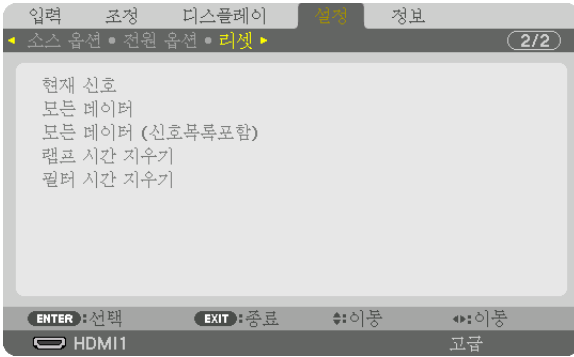 입력 조정 디스플레이 설정 정보
소스 옵션 • 전원 옵션 • 리셋 2/2
현재 신호
모든 데이터
모든 데이터 (신호목록포함)
램프 시간 지우기
필터 시간 지우기
ENTER:선택 EXIT:종료 :이동 :이동
HDMI1 고급